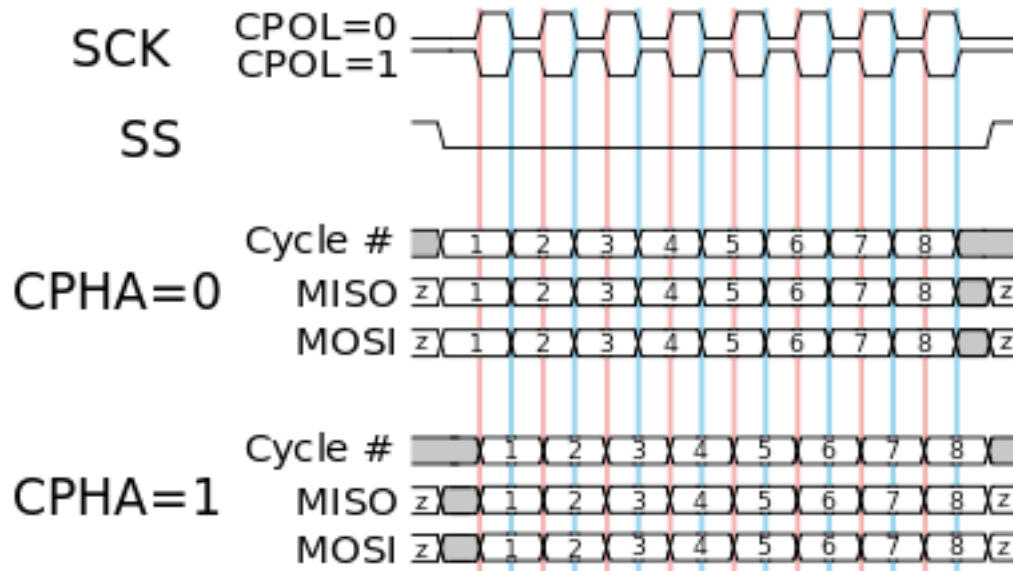 SCK CPOL=0
CPOL=1
SS
Cycle # 1 2 3 4 5 6 7 8
CPHA=0 MISO z 1 2 3 4 5 6 7 8 z
MOSI z 1 2 3 4 5 6 7 8 z
Cycle # 1 2 3 4 5 6 7 8
CPHA=1 MISO z 1 2 3 4 5 6 7 8 z
MOSI z 1 2 3 4 5 6 7 8 z